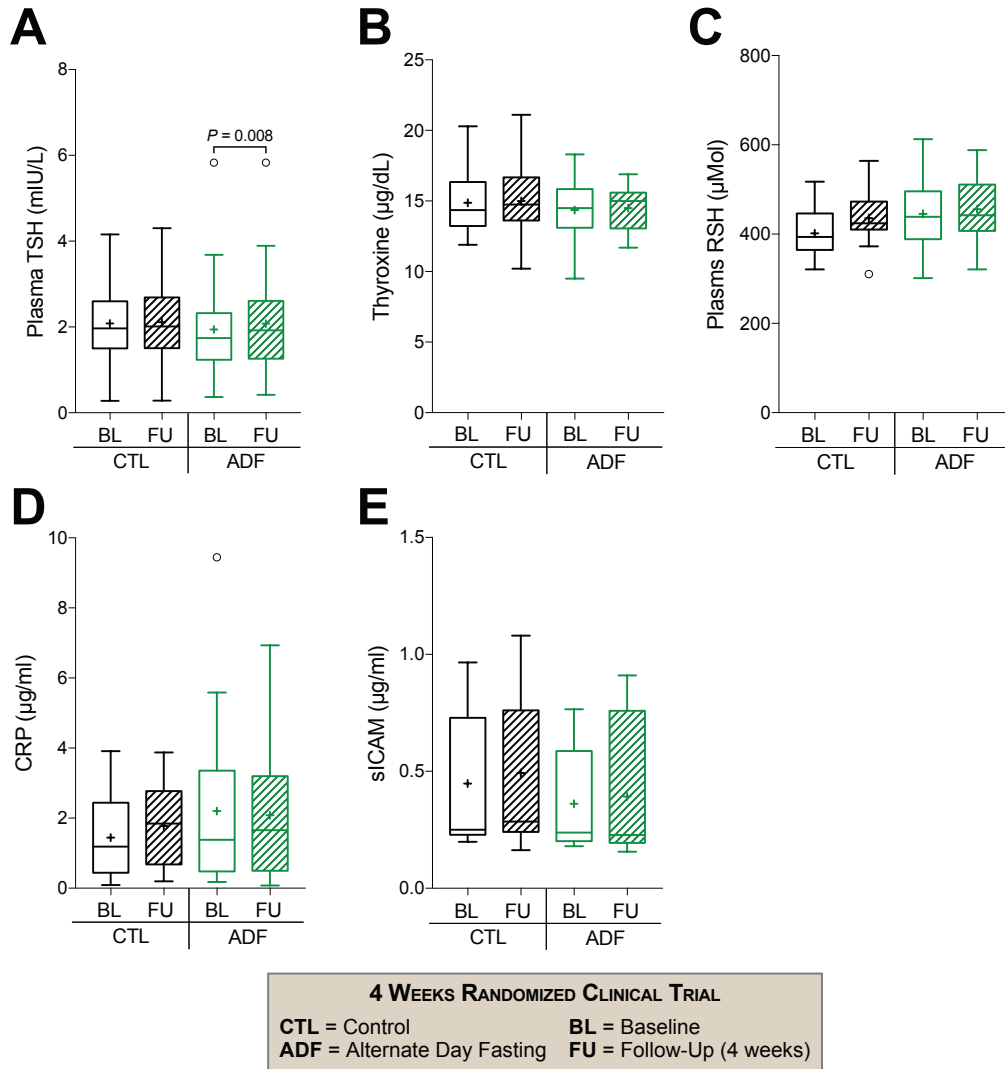 A
Plasma TSH (mIU/L)
8
6
4
2
0
P = 0.008
BL FU BL FU
CTL ADF
B
Thyroxine (µg/dL)
25
20
15
10
5
0
BL FU BL FU
CTL ADF
C
Plasms RSH (µMol)
800
600
400
200
0
BL FU BL FU
CTL ADF
D
CRP (µg/ml)
10
8
6
4
2
0
BL FU BL FU
CTL ADF
E
sICAM (µg/ml)
1.5
1.0
0.5
0.0
BL FU BL FU
CTL ADF
4 WEEKS RANDOMIZED CLINICAL TRIAL
CTL = Control BL = Baseline
ADF = Alternate Day Fasting FU = Follow-Up (4 weeks)